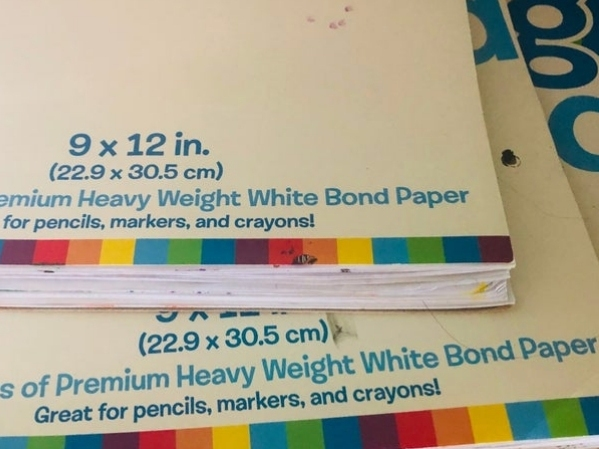 9 x 12 in.
(22.9 x 30.5 cm)
Heavy Weight White Bond Paper
for pencils, markers, and crayons!
(22.9 x 30.5 cm)
of Premium Heavy Weight White Bond Paper
Great for pencils, markers, and crayons!